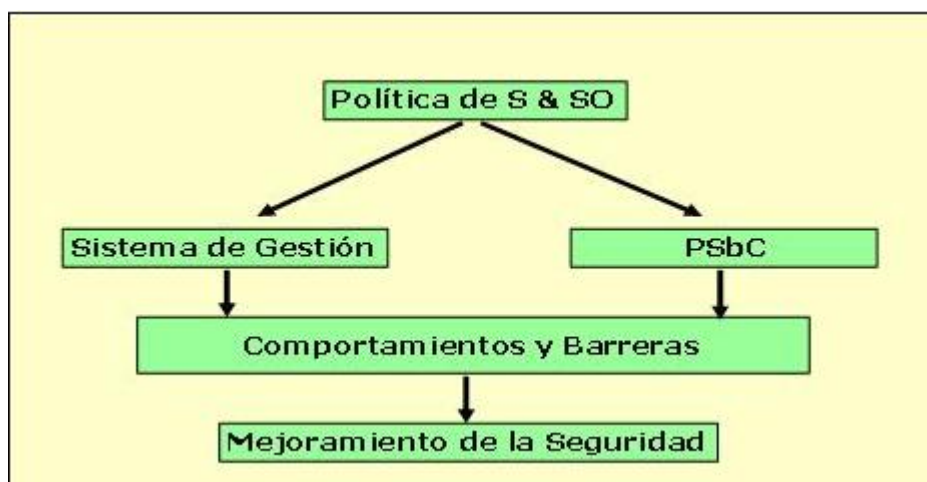 Política de S & SO
Sistema de Gestión
PSbC
Comportamientos y Barreras
Mejoramiento de la Seguridad